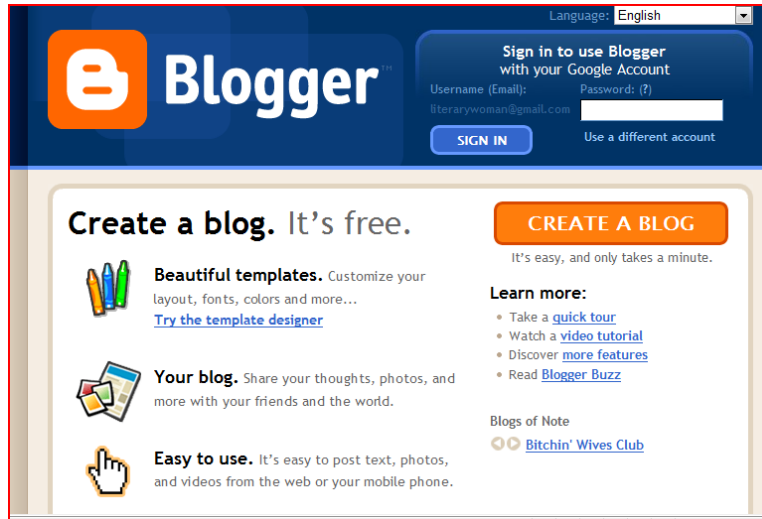 Language: English
Blogger™
Sign in to use Blogger
with your Google Account
Username (Email): Password: (?)
literarywoman@gmail.com
SIGN IN Use a different account
Create a blog. It's free.
Beautiful templates. Customize your
layout, fonts, colors and more...
Try the template designer
Your blog. Share your thoughts, photos, and
more with your friends and the world.
Easy to use. It's easy to post text, photos,
and videos from the web or your mobile phone.
CREATE A BLOG
It's easy, and only takes a minute.
Learn more:
• Take a quick tour
• Watch a video tutorial
• Discover more features
• Read Blogger Buzz
Blogs of Note
Bitchin' Wives Club